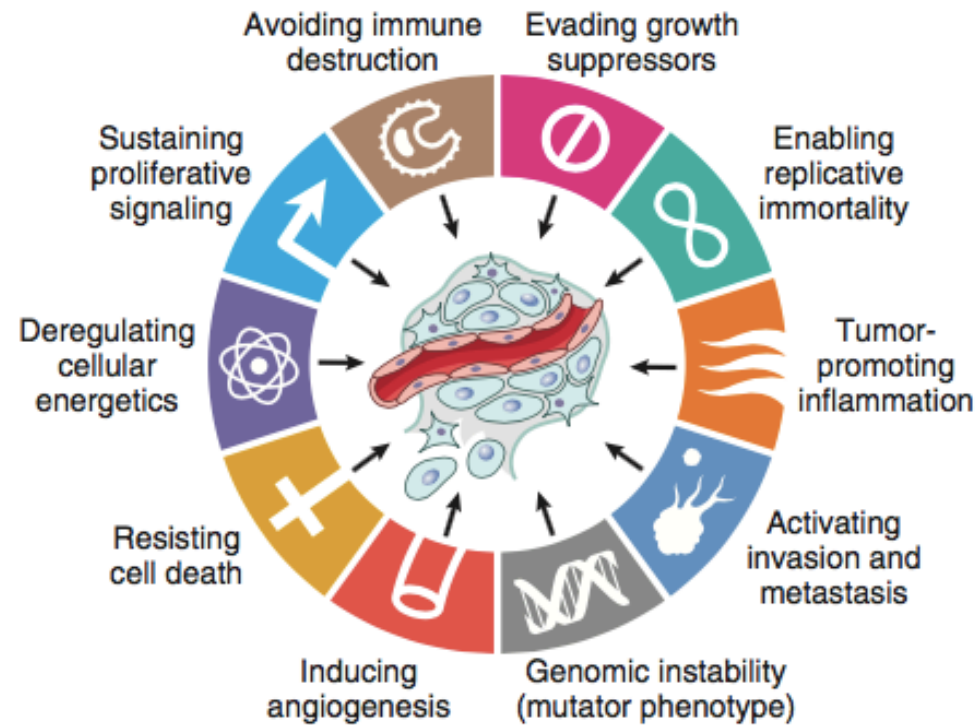 Avoiding immune
destruction
Evading growth
suppressors
Enabling
replicative
immortality
Tumor-
promoting
inflammation
Activating
invasion and
metastasis
Genomic instability
(mutator phenotype)
Inducing
angiogenesis
Resisting
cell death
Deregulating
cellular
energetics
Sustaining
proliferative
signaling